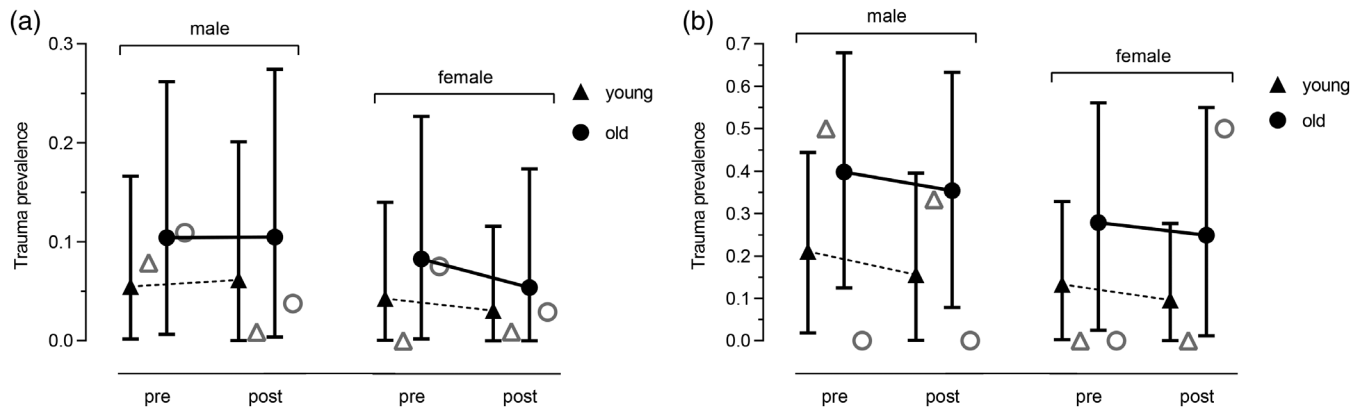 (a)
male
0.3
female
young
old
0.2
Trauma prevalence
0.1
0.0
pre
post
pre
post
(b)
male
0.7
female
0.6
young
0.5
old
0.4
Trauma prevalence
0.3
0.2
0.1
0.0
pre
post
pre
post